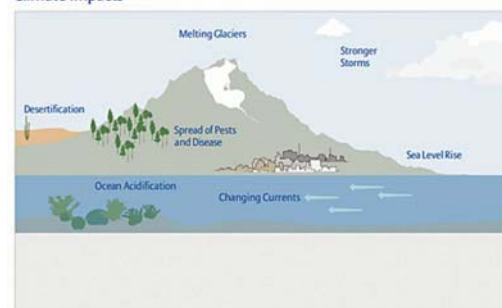 Climate Impacts
Melting Glaciers
Stronger
Storms
Desertification
Spread of Pests
and Disease
Sea Level Rise
Ocean Acidification
Changing Currents